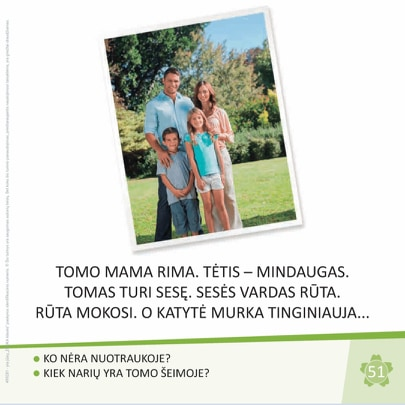 TOMO MAMA RIMA. TĖTIS – MINDAUGAS.
TOMAS TURI SESĘ. SESĖS VARDAS RŪTA.
RŪTA MOKOSI. O KATYTĖ MURKA TINGINIAUJA...
KO NĖRA NUOTRAUKOJE?
KIEK NARIŲ YRA TOMO ŠEIMOJE?
51